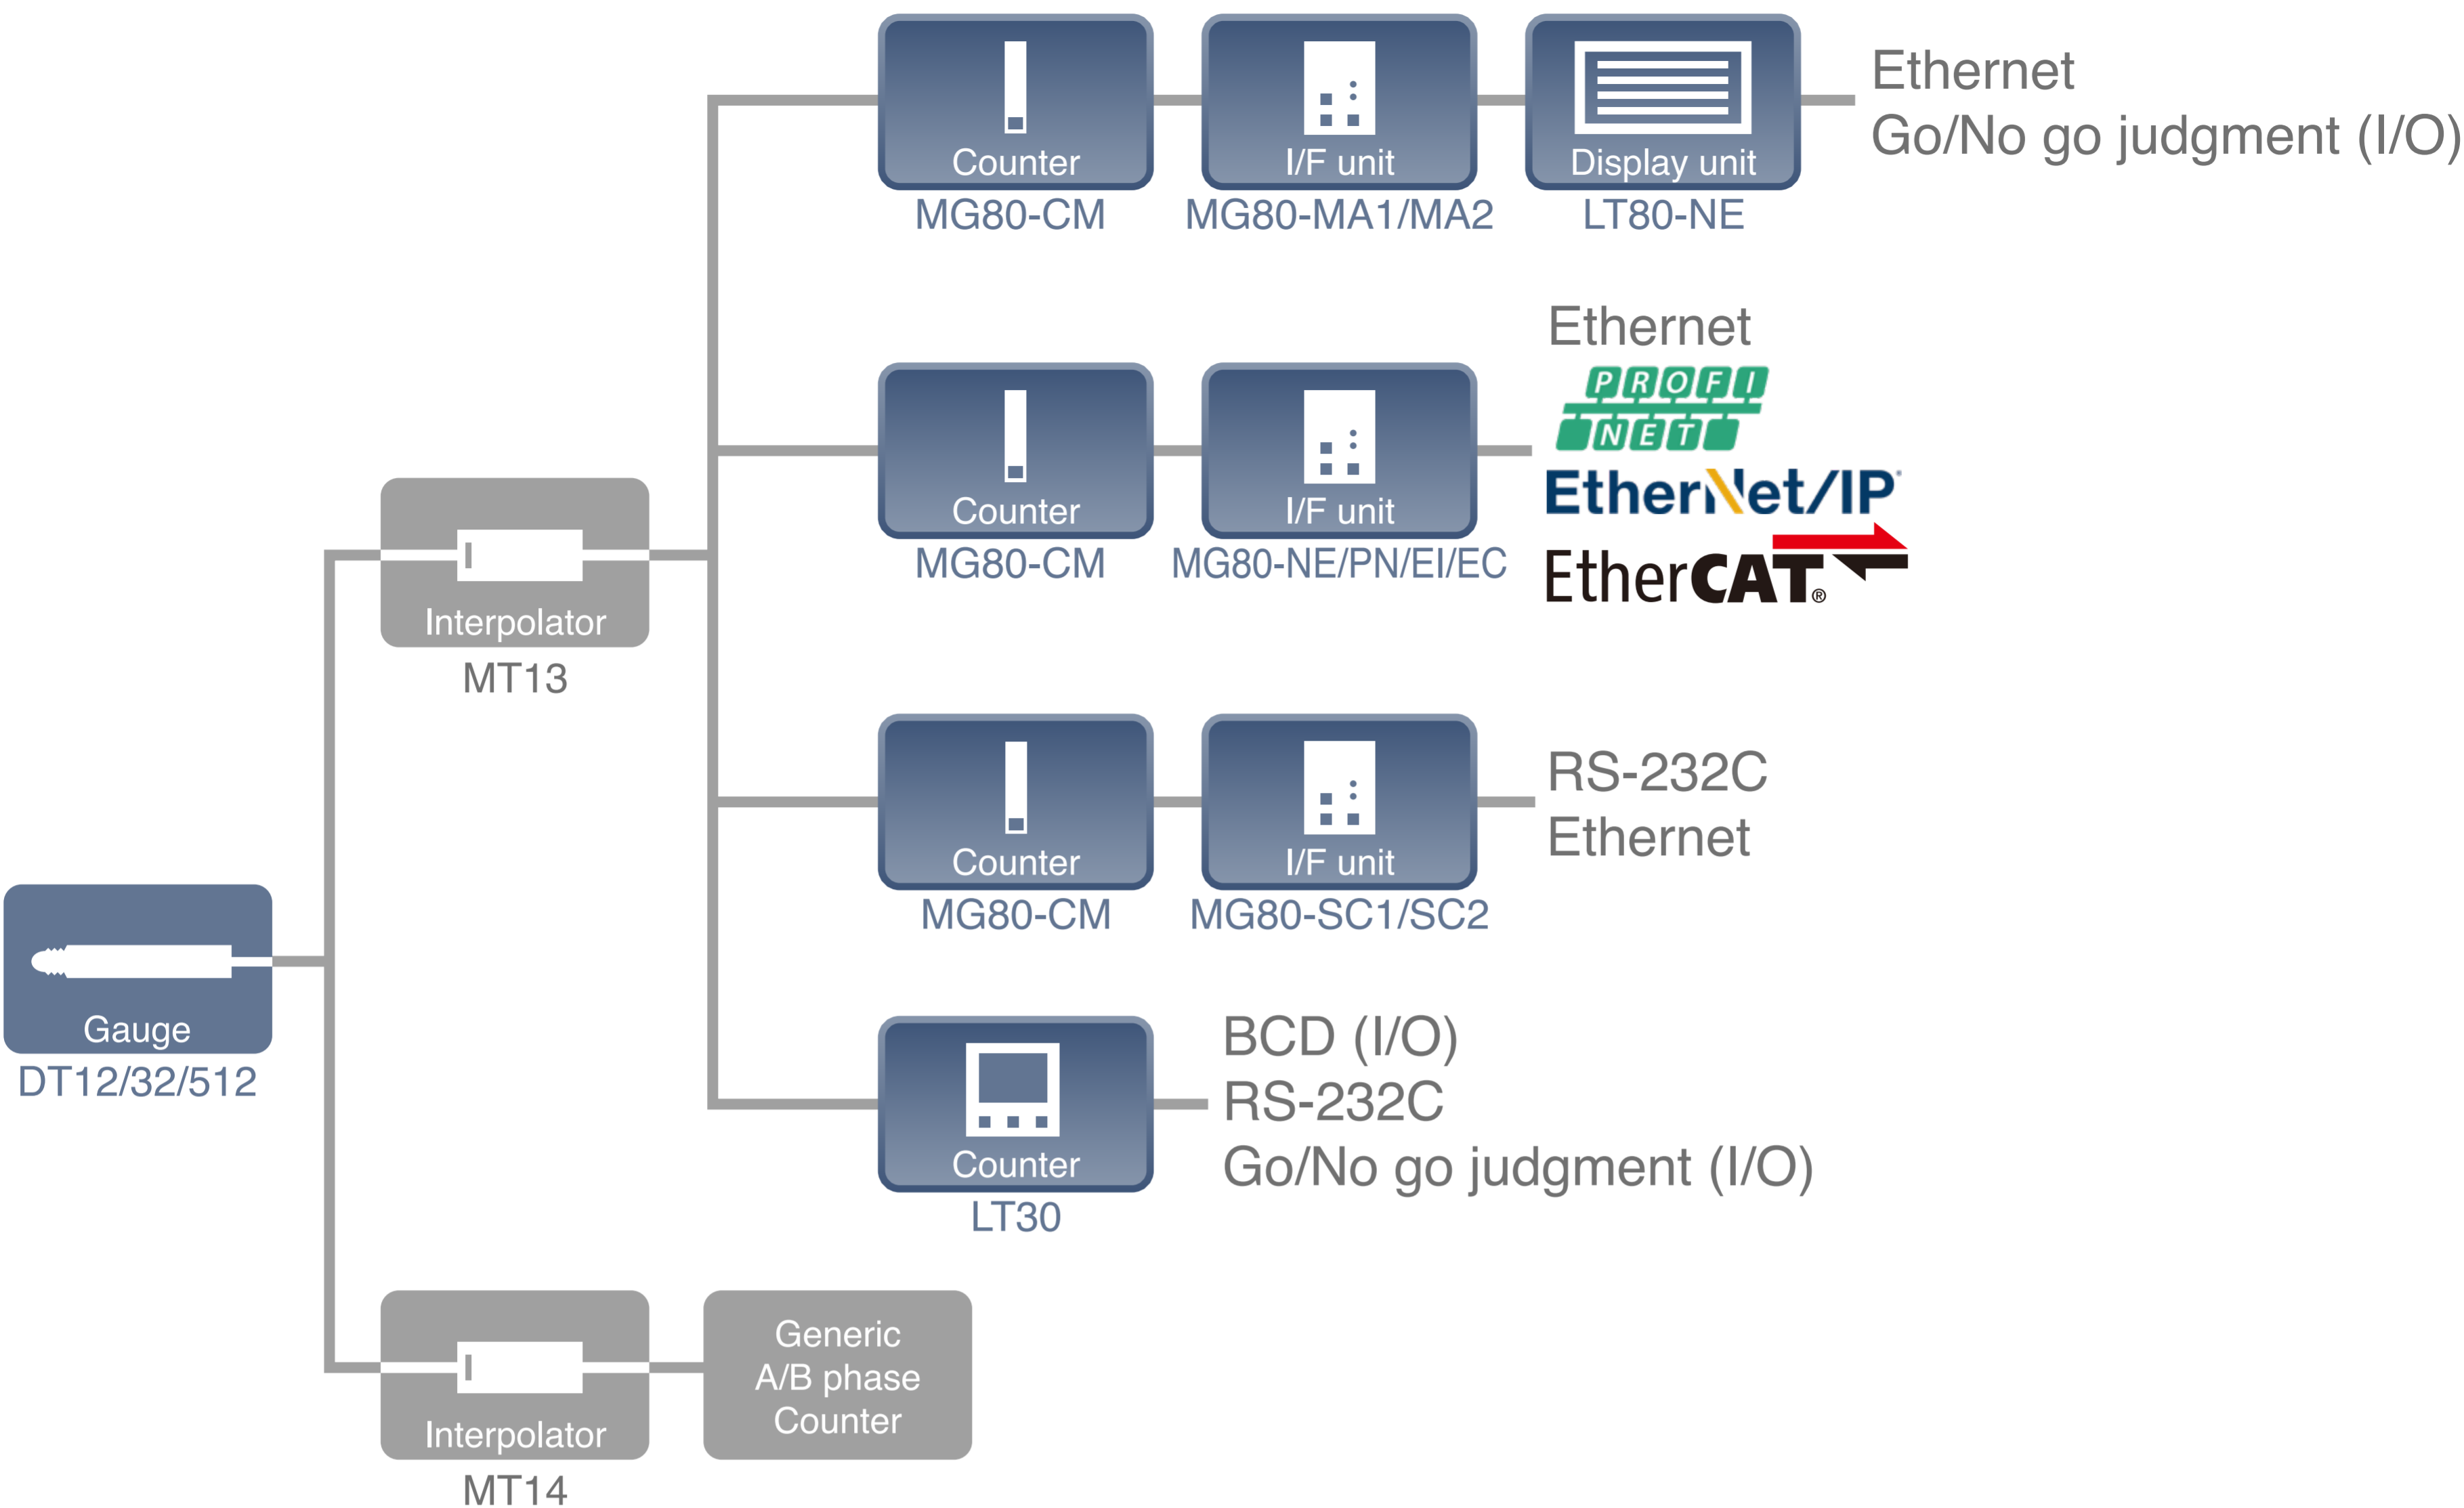 Counter
MG80-CM
I/F unit
MG80-MA1/MA2
Display unit
LT80-NE
Ethernet
Go/No go judgment (I/O)
Counter
MG80-CM
I/F unit
MG80-NE/PN/EI/EC
Ethernet
PROFI
NET
EtherNet/IP
EtherCAT®
Interpolator
MT13
Counter
MG80-CM
I/F unit
MG80-SC1/SC2
RS-232C
Ethernet
Gauge
DT12/32/512
Counter
LT30
BCD (I/O)
RS-232C
Go/No go judgment (I/O)
Interpolator
MT14
Generic
A/B phase
Counter